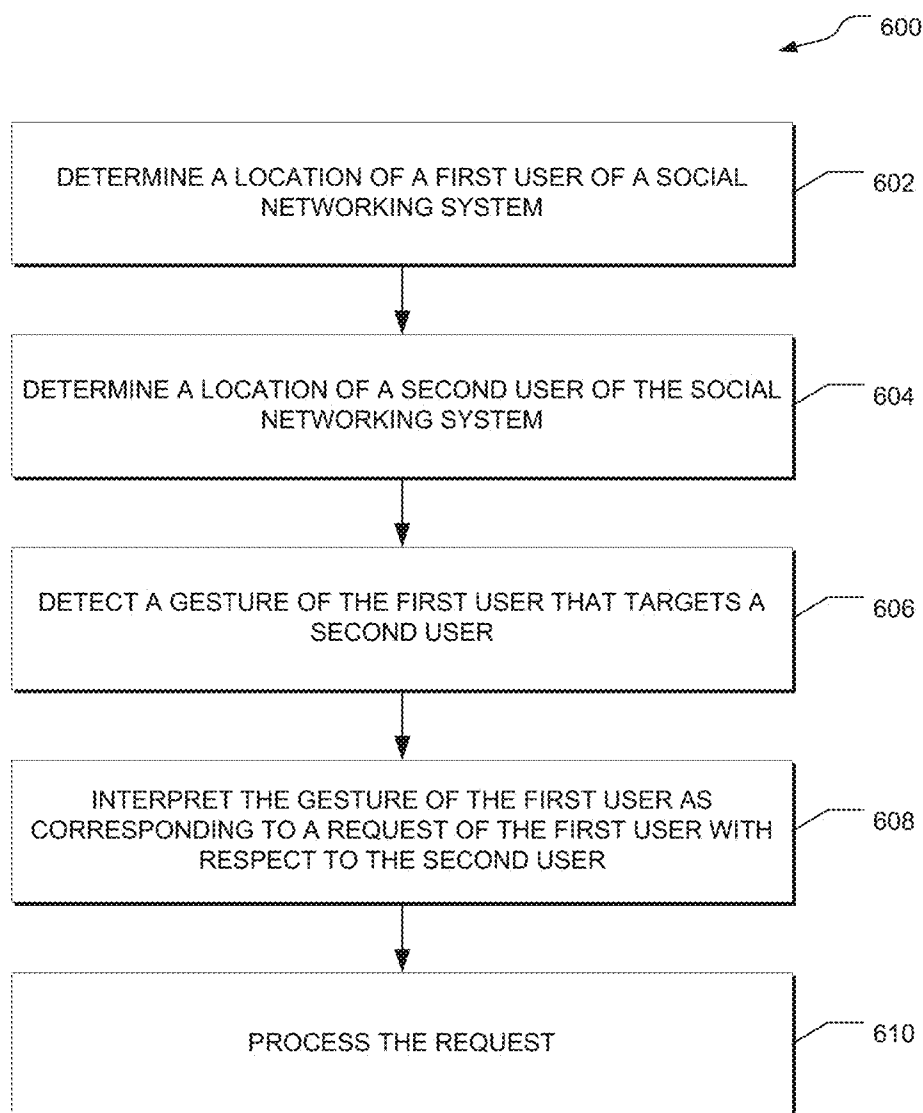 600
DETERMINE A LOCATION OF A FIRST USER OF A SOCIAL
NETWORKING SYSTEM
602
DETERMINE A LOCATION OF A SECOND USER OF THE SOCIAL
NETWORKING SYSTEM
604
DETECT A GESTURE OF THE FIRST USER THAT TARGETS A
SECOND USER
606
INTERPRET THE GESTURE OF THE FIRST USER AS
CORRESPONDING TO A REQUEST OF THE FIRST USER WITH
RESPECT TO THE SECOND USER
608
PROCESS THE REQUEST
610